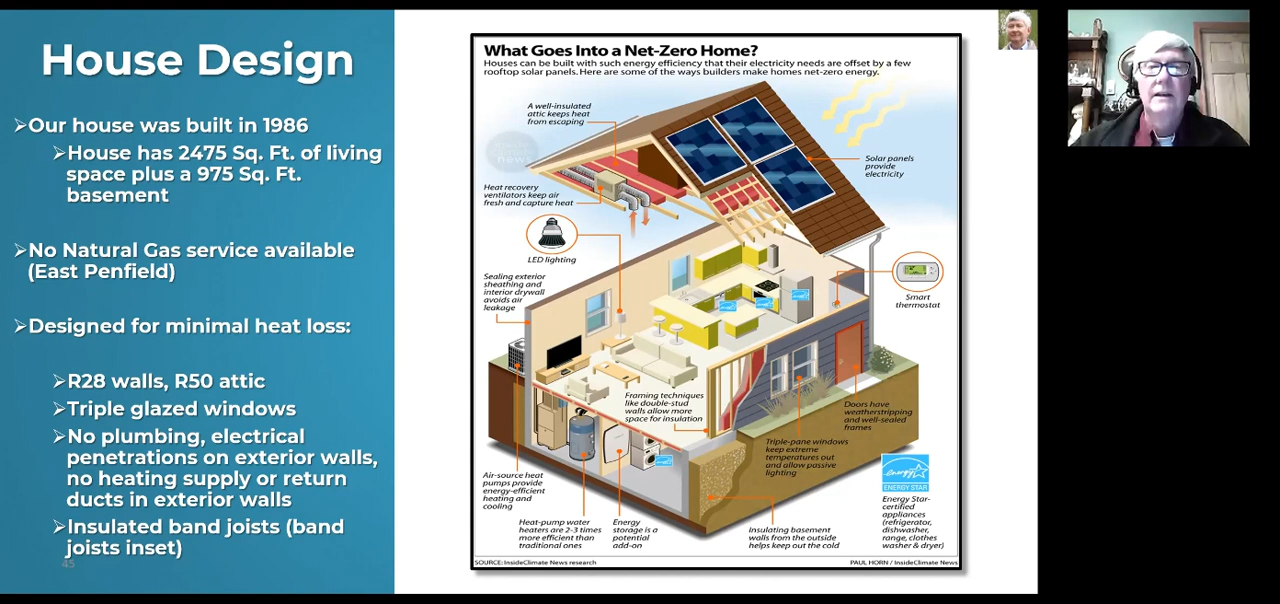 House Design
➢Our house was built in 1986
➢House has 2475 Sq. Ft. of living
space plus a 975 Sq. Ft.
basement
➢No Natural Gas service available
(East Penfield)
➢Designed for minimal heat loss:
➢R28 walls, R50 attic
➢Triple glazed windows
➢No plumbing, electrical
penetrations on exterior walls,
no heating supply or return
ducts in exterior walls
➢Insulated band joists (band
joists inset)
45
What Goes Into a Net-Zero Home?
Houses can be built with such energy efficiency that their electricity needs are offset by a few
rooftop solar panels. Here are some of the ways builders make homes net-zero energy.
A well-insulated
attic keeps heat
from escaping
Solar panels
provide
electricity
Heat recovery
ventilators keep air
fresh and capture heat
LED lighting
Sealing exterior
sheathing and
interior drywall
avoids air
leakage
Smart
thermostat
Framing techniques
like double-stud
walls allow more
space for insulation
Doors have
weatherstripping
and well-sealed
frames
Triple-pane windows
keep extreme
temperatures out
and allow passive
lighting
Air-source heat
pumps provide
energy-efficient
heating and
cooling
Heat-pump water
heaters are 2-3 times
more efficient than
traditional ones
Energy
storage is a
potential
add-on
Insulating basement
walls from the outside
helps keep out the cold
energy
ENERGY STAR
Energy Star-
certified
appliances
(refrigerator,
dishwasher,
range, clothes
washer & dryer)
SOURCE: InsideClimate News research
PAUL HORN / InsideClimate News